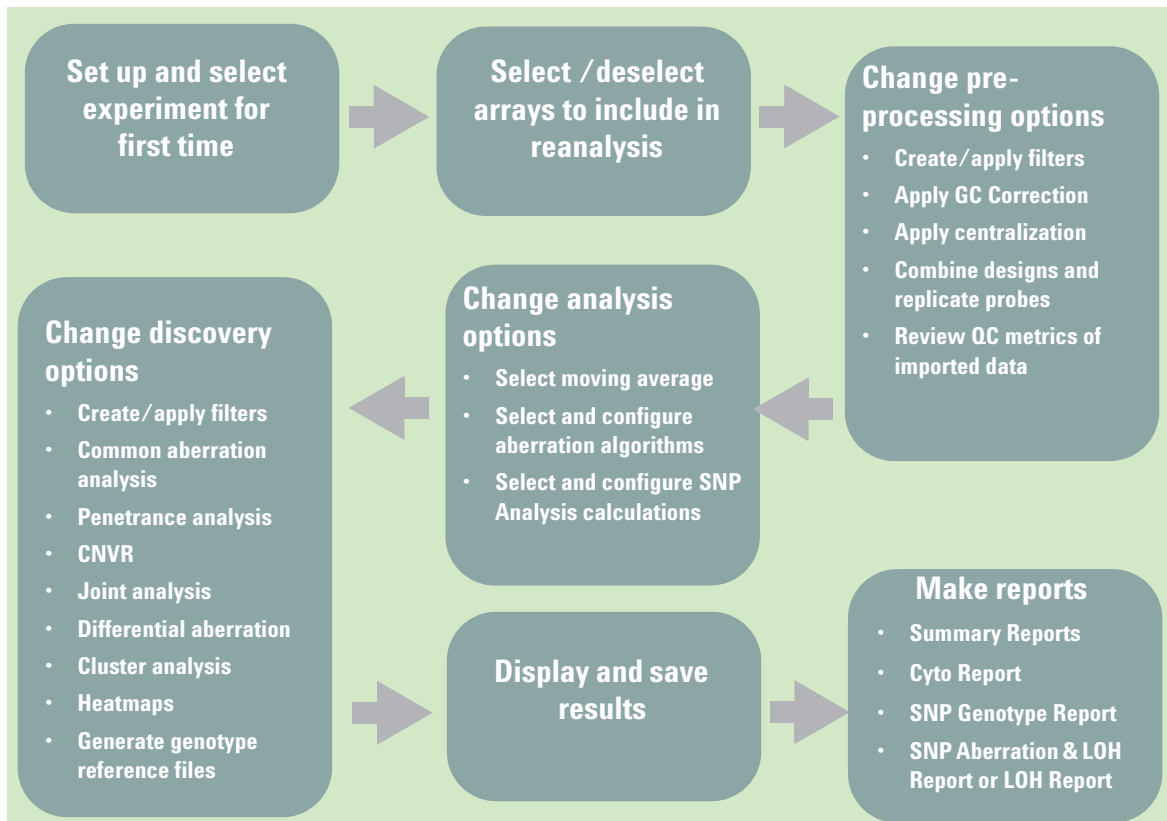 Set up and select
experiment for
first time
Select /deselect
arrays to include in
reanalysis
Change pre-
processing options
• Create/apply filters
• Apply GC Correction
• Apply centralization
• Combine designs and
replicate probes
• Review QC metrics of
imported data
Change analysis
options
• Select moving average
• Select and configure
aberration algorithms
• Select and configure SNP
Analysis calculations
Change discovery
options
• Create/apply filters
• Common aberration
analysis
• Penetrance analysis
• CNVR
• Joint analysis
• Differential aberration
• Cluster analysis
• Heatmaps
• Generate genotype
reference files
Display and save
results
Make reports
• Summary Reports
• Cyto Report
• SNP Genotype Report
• SNP Aberration & LOH
Report or LOH Report